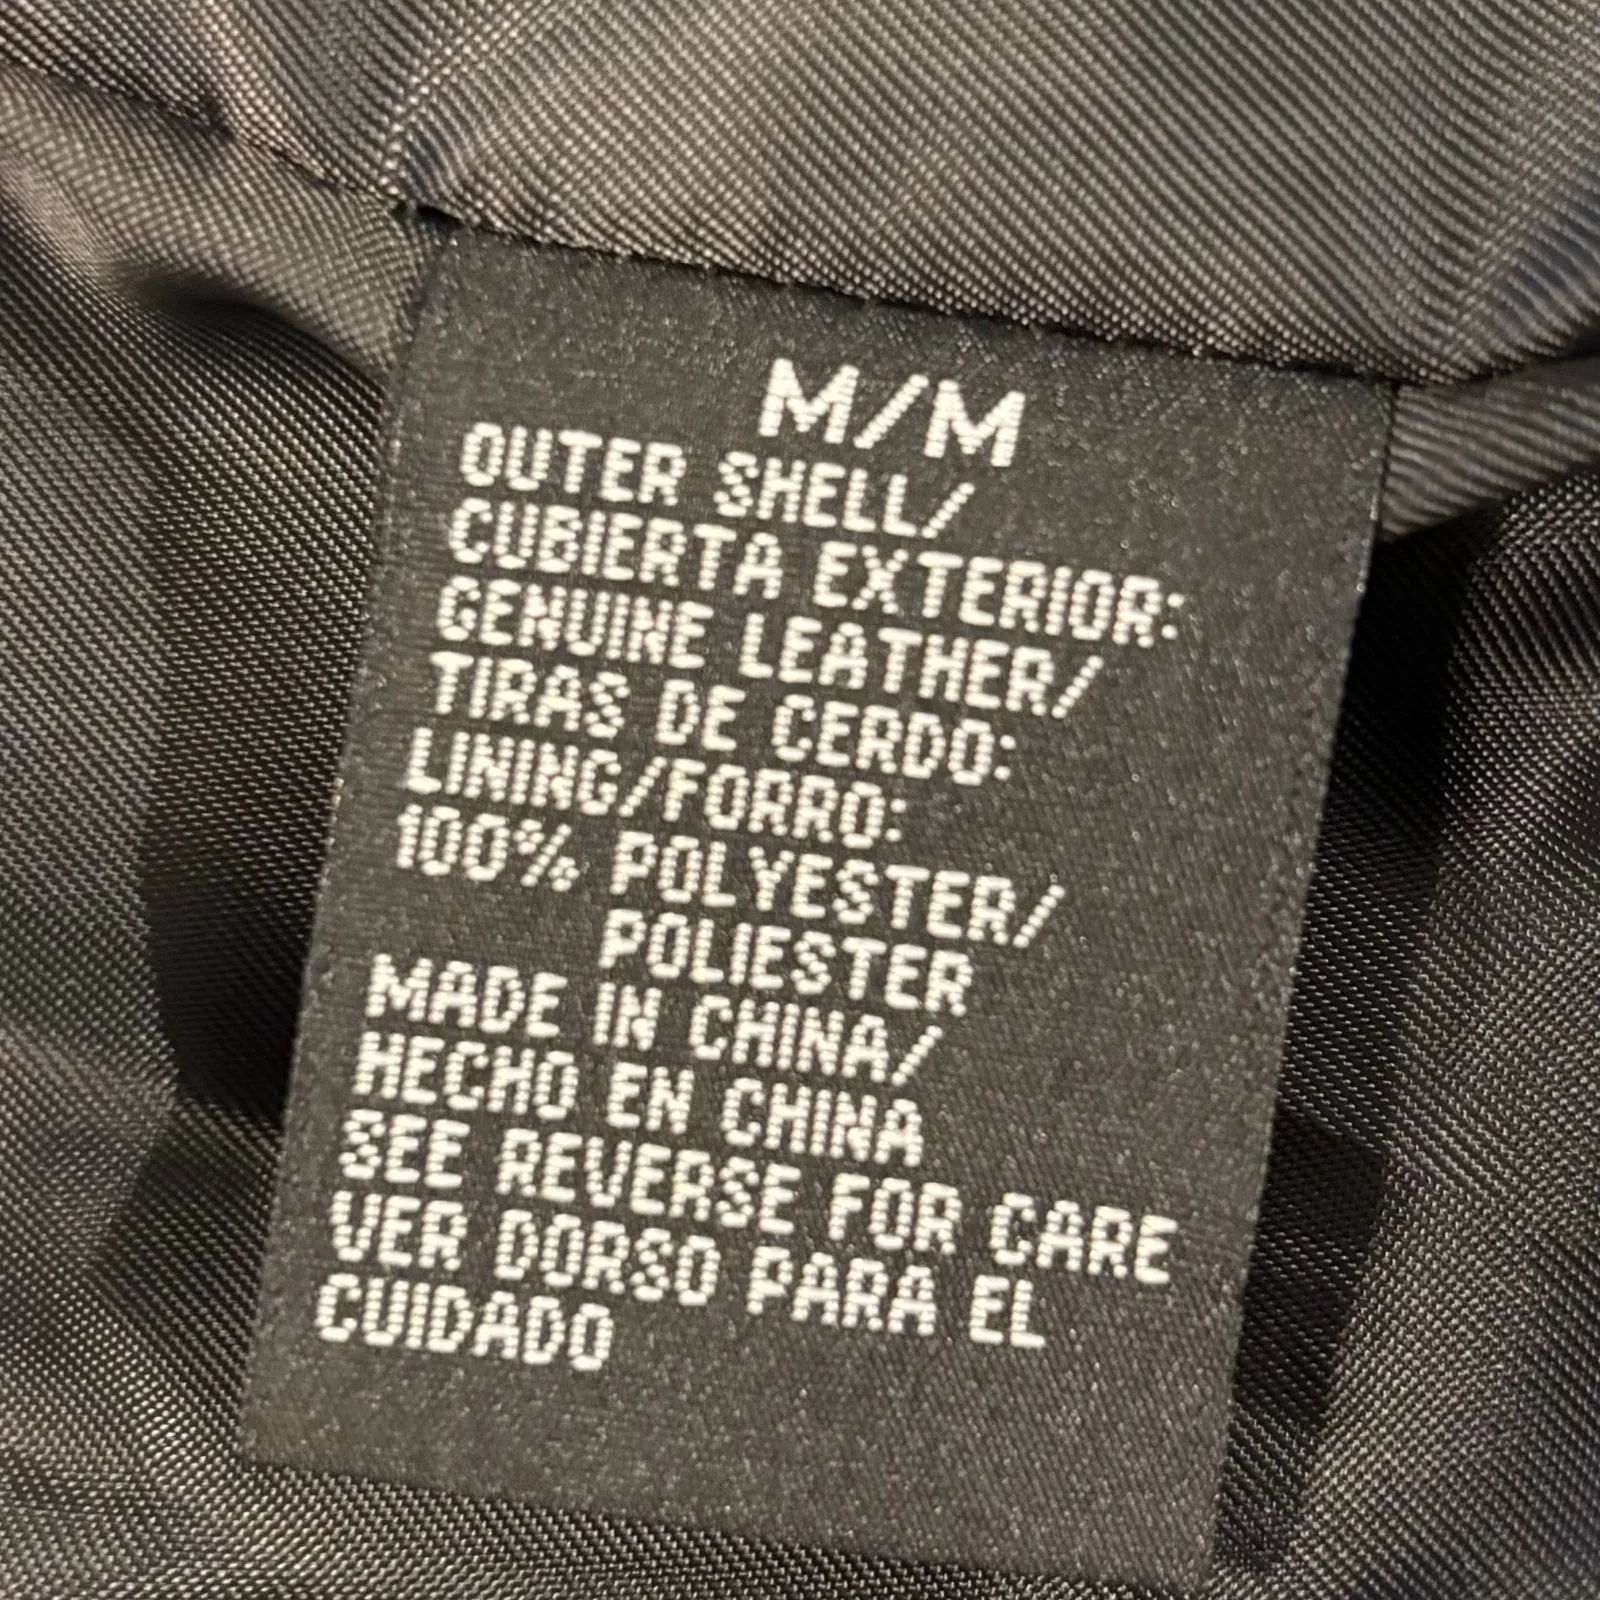 M/M
OUTER SHELL/
CUBIERTA EXTERIOR:
GENUINE LEATHER/
TIRAS DE CERDO:
LINING/FORRO:
100% POLYESTER/
POLIESTER
MADE IN CHINA/
HECHO EN CHINA
SEE REVERSE FOR CARE
VER DORSO PARA EL
CUIDADO